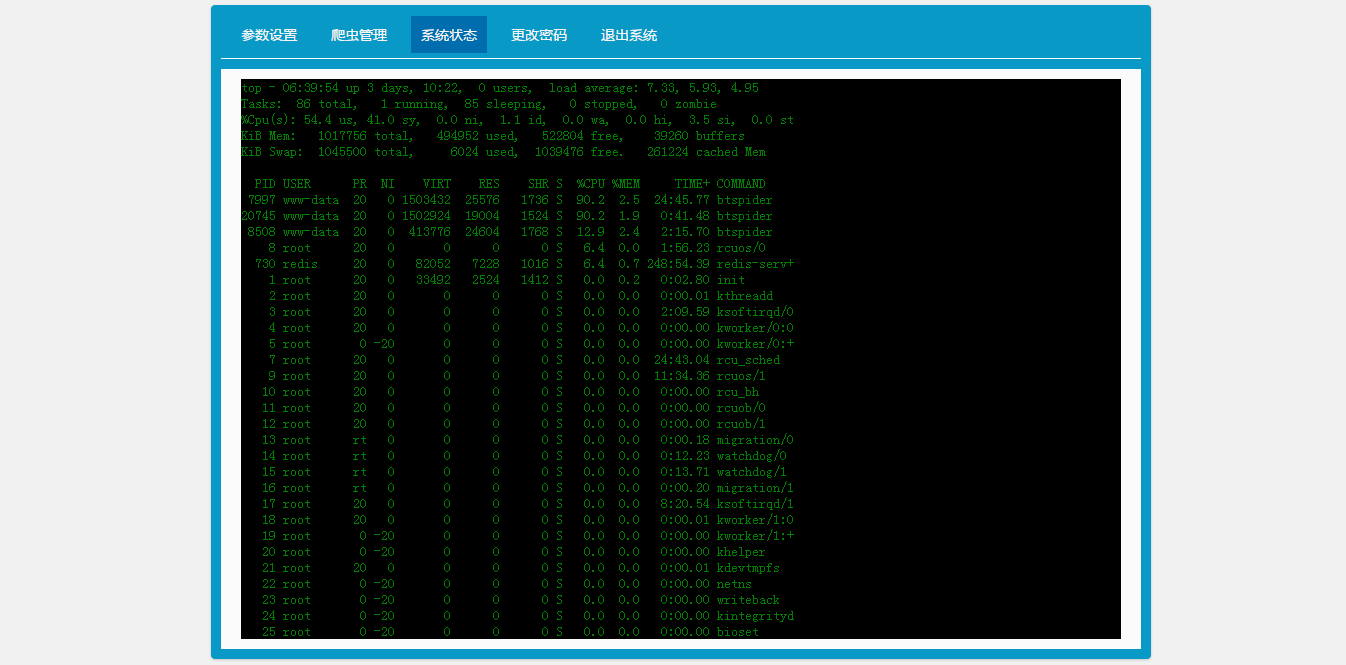 参数设置 爬虫管理 系统状态 更改密码 退出系统
top - 06:39:54 up 3 days, 10:22,  0 users,  load average: 7.33, 5.93, 4.95
Tasks:  86 total,   1 running,  85 sleeping,   0 stopped,   0 zombie
%Cpu(s): 54.4 us, 41.0 sy,  0.0 ni,  1.1 id,  0.0 wa,  0.0 hi,  3.5 si,  0.0 st
KiB Mem:   1017756 total,   494952 used,   522804 free,    39260 buffers
KiB Swap:  1045500 total,     6024 used,  1039476 free.   261224 cached Mem
  PID USER      PR  NI    VIRT    RES    SHR S  %CPU %MEM     TIME+ COMMAND
 7997 www-data  20   0 1503432  25576   1736 S  90.2  2.5  24:45.77 btspider
20745 www-data  20   0 1502924  19004   1524 S  90.2  1.9   0:41.48 btspider
 8508 www-data  20   0  413776  24604   1768 S  12.9  2.4   2:15.70 btspider
    8 root      20   0       0      0      0 S   6.4  0.0   1:56.23 rcuos/0
  730 redis     20   0   82052   7228   1016 S   6.4  0.7 248:54.39 redis-serv+
    1 root      20   0   33492   2524   1412 S   0.0  0.2   0:02.80 init
    2 root      20   0       0      0      0 S   0.0  0.0   0:00.01 kthreadd
    3 root      20   0       0      0      0 S   0.0  0.0   2:09.59 ksoftirqd/0
    4 root      20   0       0      0      0 S   0.0  0.0   0:00.00 kworker/0:0
    5 root       0 -20       0      0      0 S   0.0  0.0   0:00.00 kworker/0:+
    7 root      20   0       0      0      0 S   0.0  0.0  24:43.04 rcu_sched
    9 root      20   0       0      0      0 S   0.0  0.0  11:34.36 rcuos/1
   10 root      20   0       0      0      0 S   0.0  0.0   0:00.00 rcu_bh
   11 root      20   0       0      0      0 S   0.0  0.0   0:00.00 rcuob/0
   12 root      20   0       0      0      0 S   0.0  0.0   0:00.00 rcuob/1
   13 root      rt   0       0      0      0 S   0.0  0.0   0:00.18 migration/0
   14 root      rt   0       0      0      0 S   0.0  0.0   0:12.23 watchdog/0
   15 root      rt   0       0      0      0 S   0.0  0.0   0:13.71 watchdog/1
   16 root      rt   0       0      0      0 S   0.0  0.0   0:00.20 migration/1
   17 root      20   0       0      0      0 S   0.0  0.0   8:20.54 ksoftirqd/1
   18 root      20   0       0      0      0 S   0.0  0.0   0:00.01 kworker/1:0
   19 root       0 -20       0      0      0 S   0.0  0.0   0:00.00 kworker/1:+
   20 root       0 -20       0      0      0 S   0.0  0.0   0:00.00 khelper
   21 root      20   0       0      0      0 S   0.0  0.0   0:00.01 kdevtmpfs
   22 root       0 -20       0      0      0 S   0.0  0.0   0:00.00 netns
   23 root       0 -20       0      0      0 S   0.0  0.0   0:00.00 writeback
   24 root       0 -20       0      0      0 S   0.0  0.0   0:00.00 kintegrityd
   25 root       0 -20       0      0      0 S   0.0  0.0   0:00.00 bioset